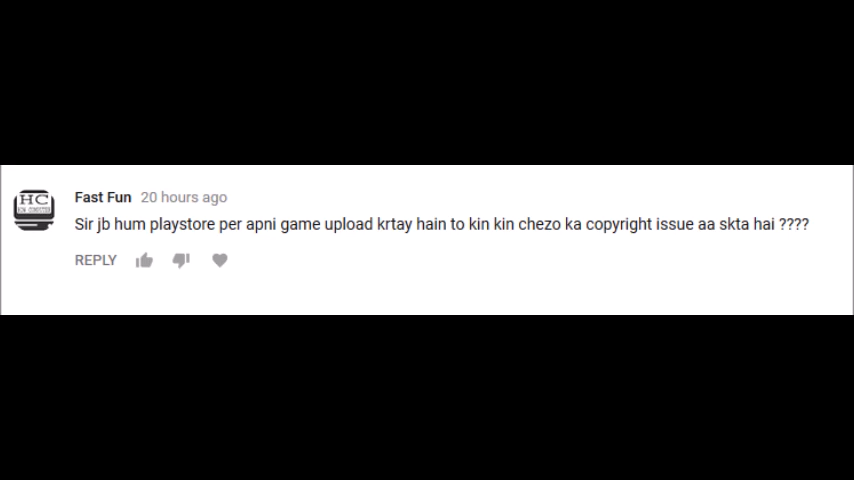 HC
Fast Fun 20 hours ago
Sir jb hum playstore per apni game upload krtay hain to kin kin chezo ka copyright issue aa skta hai ????
REPLY